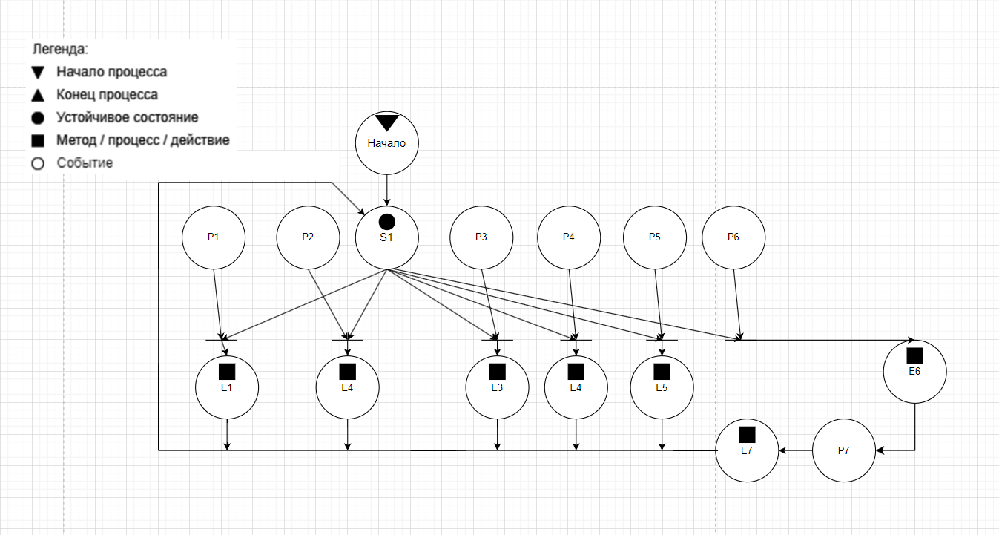 Легенда:
Начало процесса
Конец процесса
Устойчивое состояние
Метод / процесс / действие
Событие
Начало
P1
P2
S1
P3
P4
P5
P6
E1
E4
E3
E4
E5
E6
E7
P7